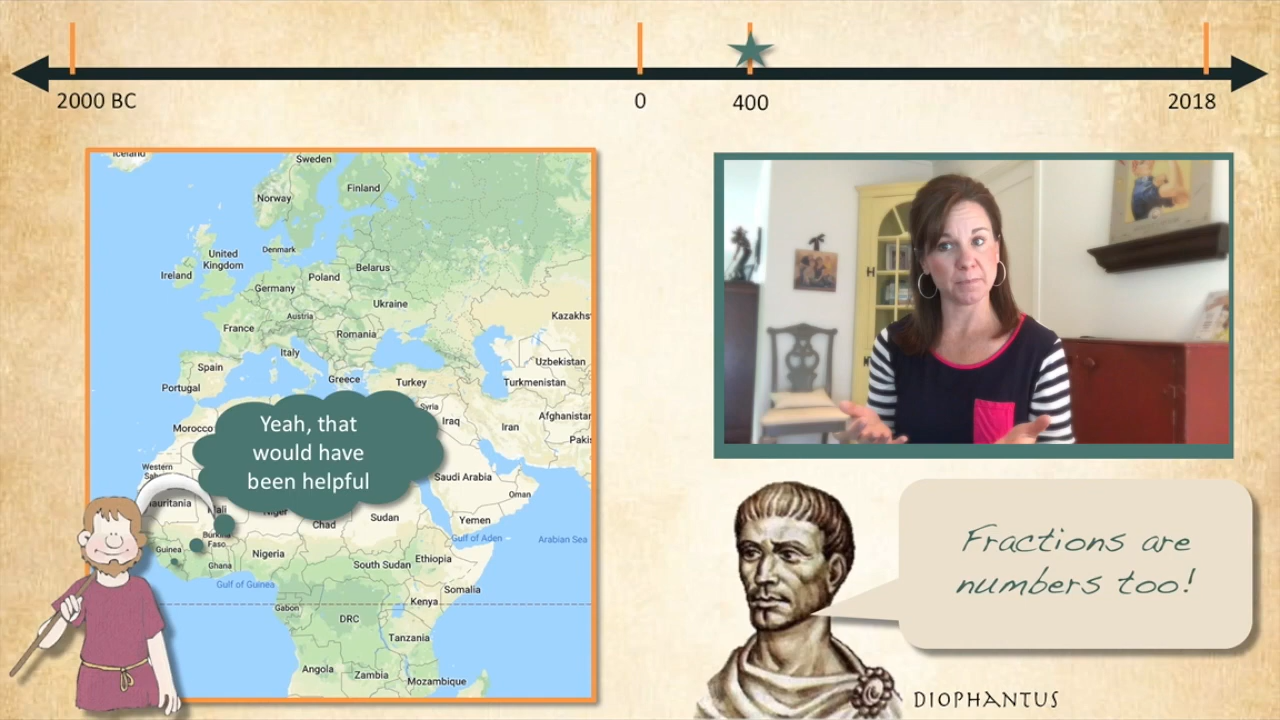 2000 BC
0
400
2018
Iceland
Sweden
Finland
Norway
Denmark
United
Kingdom
Ireland
Belarus
Poland
Germany
Ukraine
Austria
Kazakhs
France
Romania
Italy
Uzbekistan
Spain
Greece
Turkey
Turkmenistan
Portugal
Syria
Afghanistan
Iraq
Iran
Morocco
Paki
Yeah, that
would have
been helpful
Western
Saudi Arabia
Oman
auritania
Mali
Niger
Chad
Sudan
Yemen
Burkina
Faso
Gulf of Aden
Arabian Sea
Guinea
Ghana
Nigeria
Ethiopia
South Sudan
Gulf of Guinea
Somalia
Gabon
Kenya
DRC
Tanzania
Angola
Zambia
Mozambique
H
Fractions are
numbers too!
DIOPHANTUS